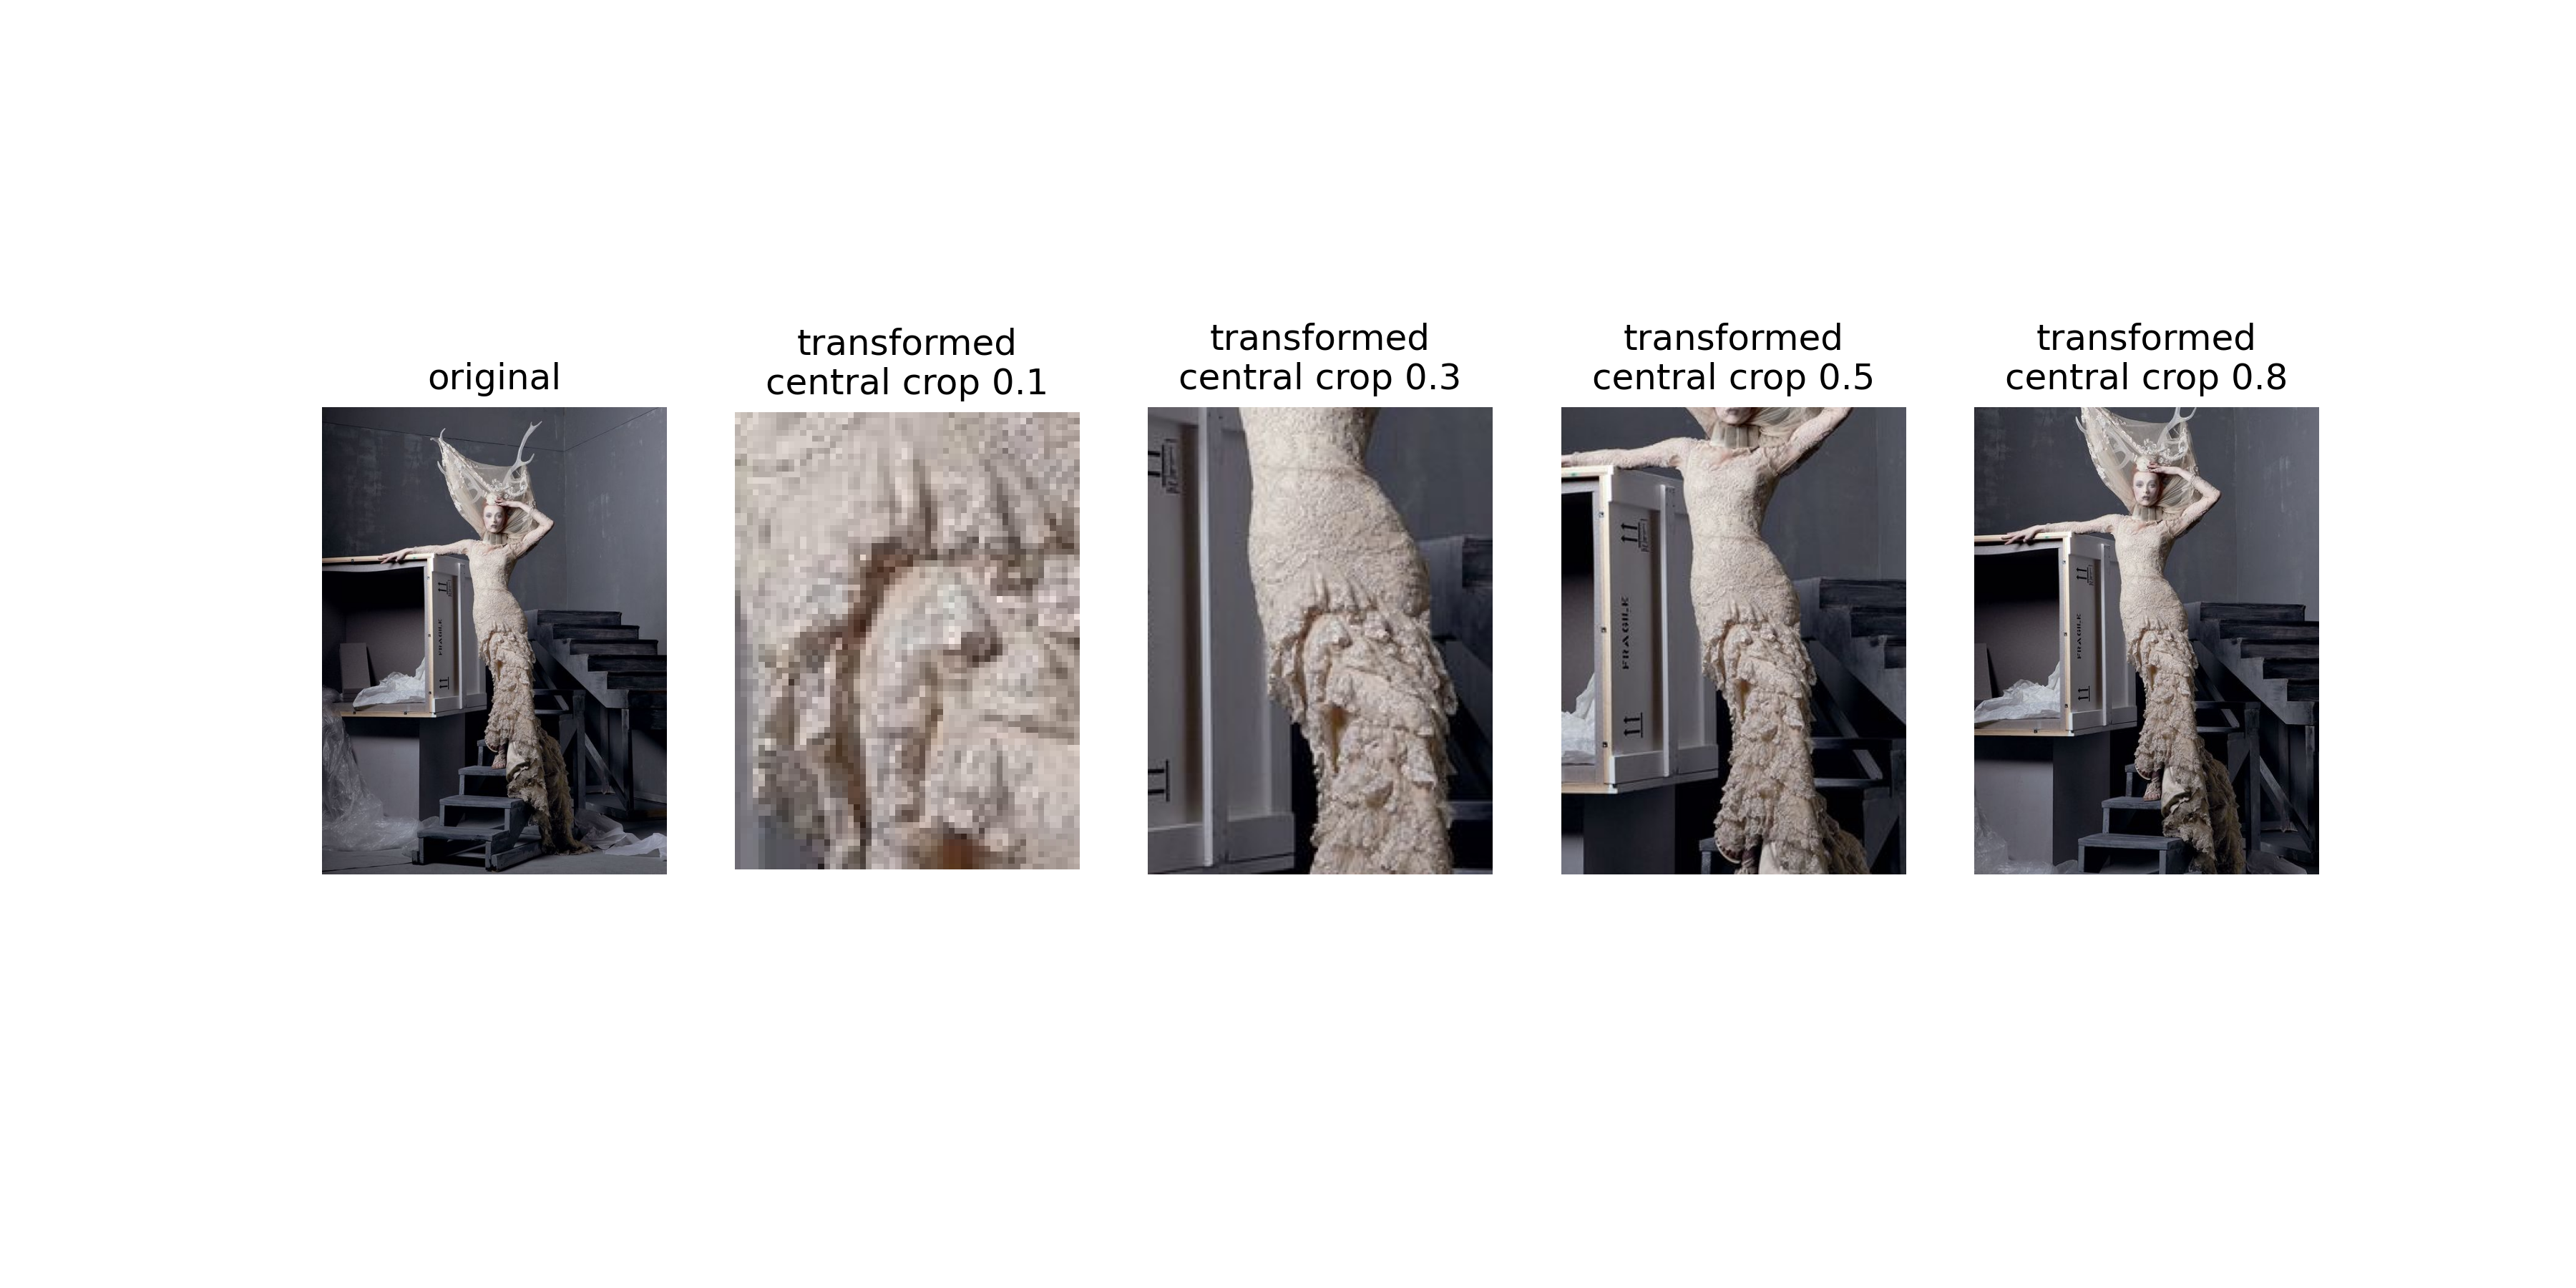 original
transformed
central crop 0.1
transformed
central crop 0.3
transformed
central crop 0.5
transformed
central crop 0.8
FRAGILE
FRAGILE
FRAGILE